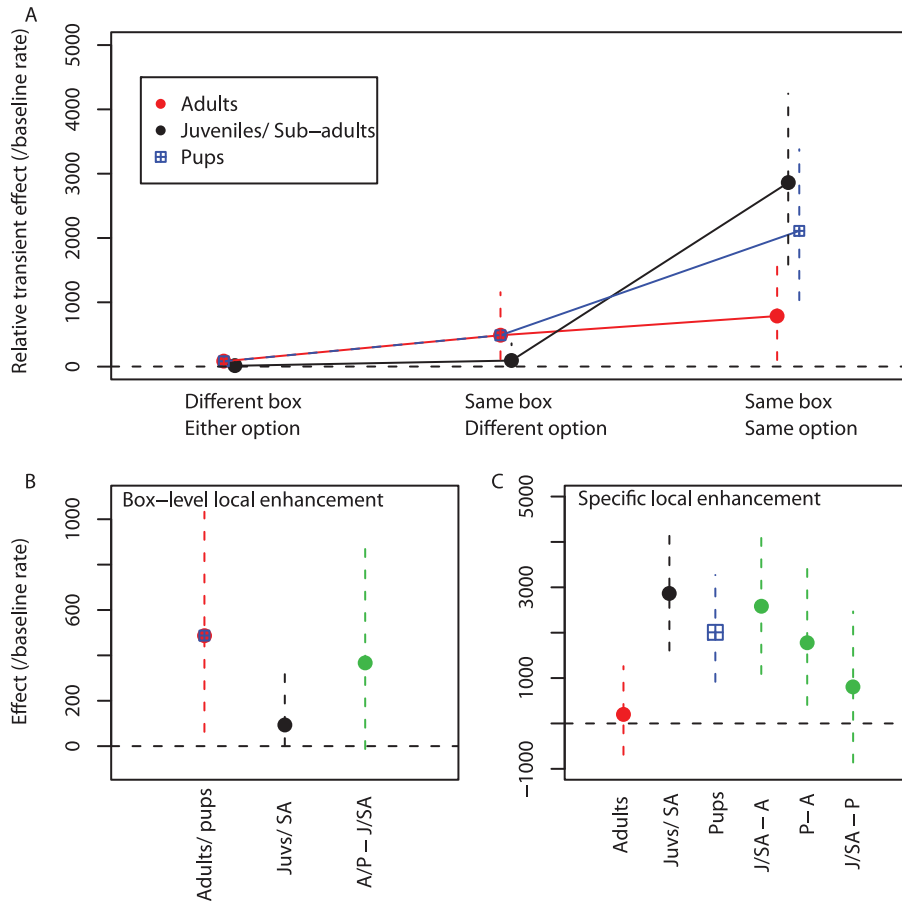 A
Relative transient effect (/baseline rate)
5000
4000
3000
2000
1000
0
Adults
Juveniles/ Sub−adults
Pups
Different box
Either option
Same box
Different option
Same box
Same option
B
Box−level local enhancement
Effect (/baseline rate)
1000
600
200
0
Adults/ pups
Juvs/ SA
A/P − J/SA
C
Specific local enhancement
5000
3000
1000
−1000
Adults
Juvs/ SA
Pups
J/SA − A
P− A
J/SA − P